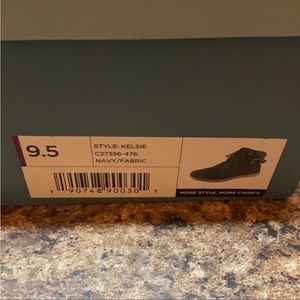 9.5
STYLE: KELSIE
C27356-476
NAVY/FABRIC
1 90748 90030 1
MORE STYLE. MORE CHOICE.